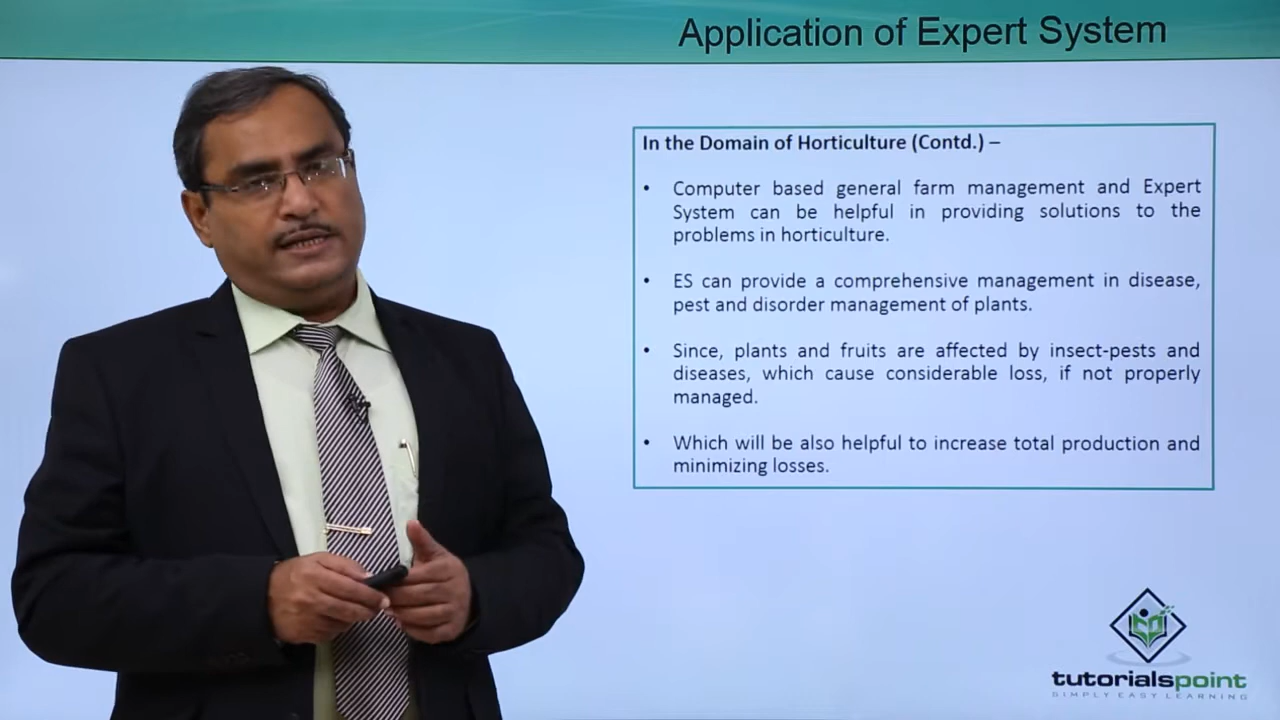 Application of Expert System
In the Domain of Horticulture (Contd.) –
• Computer based general farm management and Expert
System can be helpful in providing solutions to the
problems in horticulture.
• ES can provide a comprehensive management in disease,
pest and disorder management of plants.
• Since, plants and fruits are affected by insect-pests and
diseases, which cause considerable loss, if not properly
managed.
• Which will be also helpful to increase total production and
minimizing losses.
tutorialspoint
SIMPLY EASY LEARNING